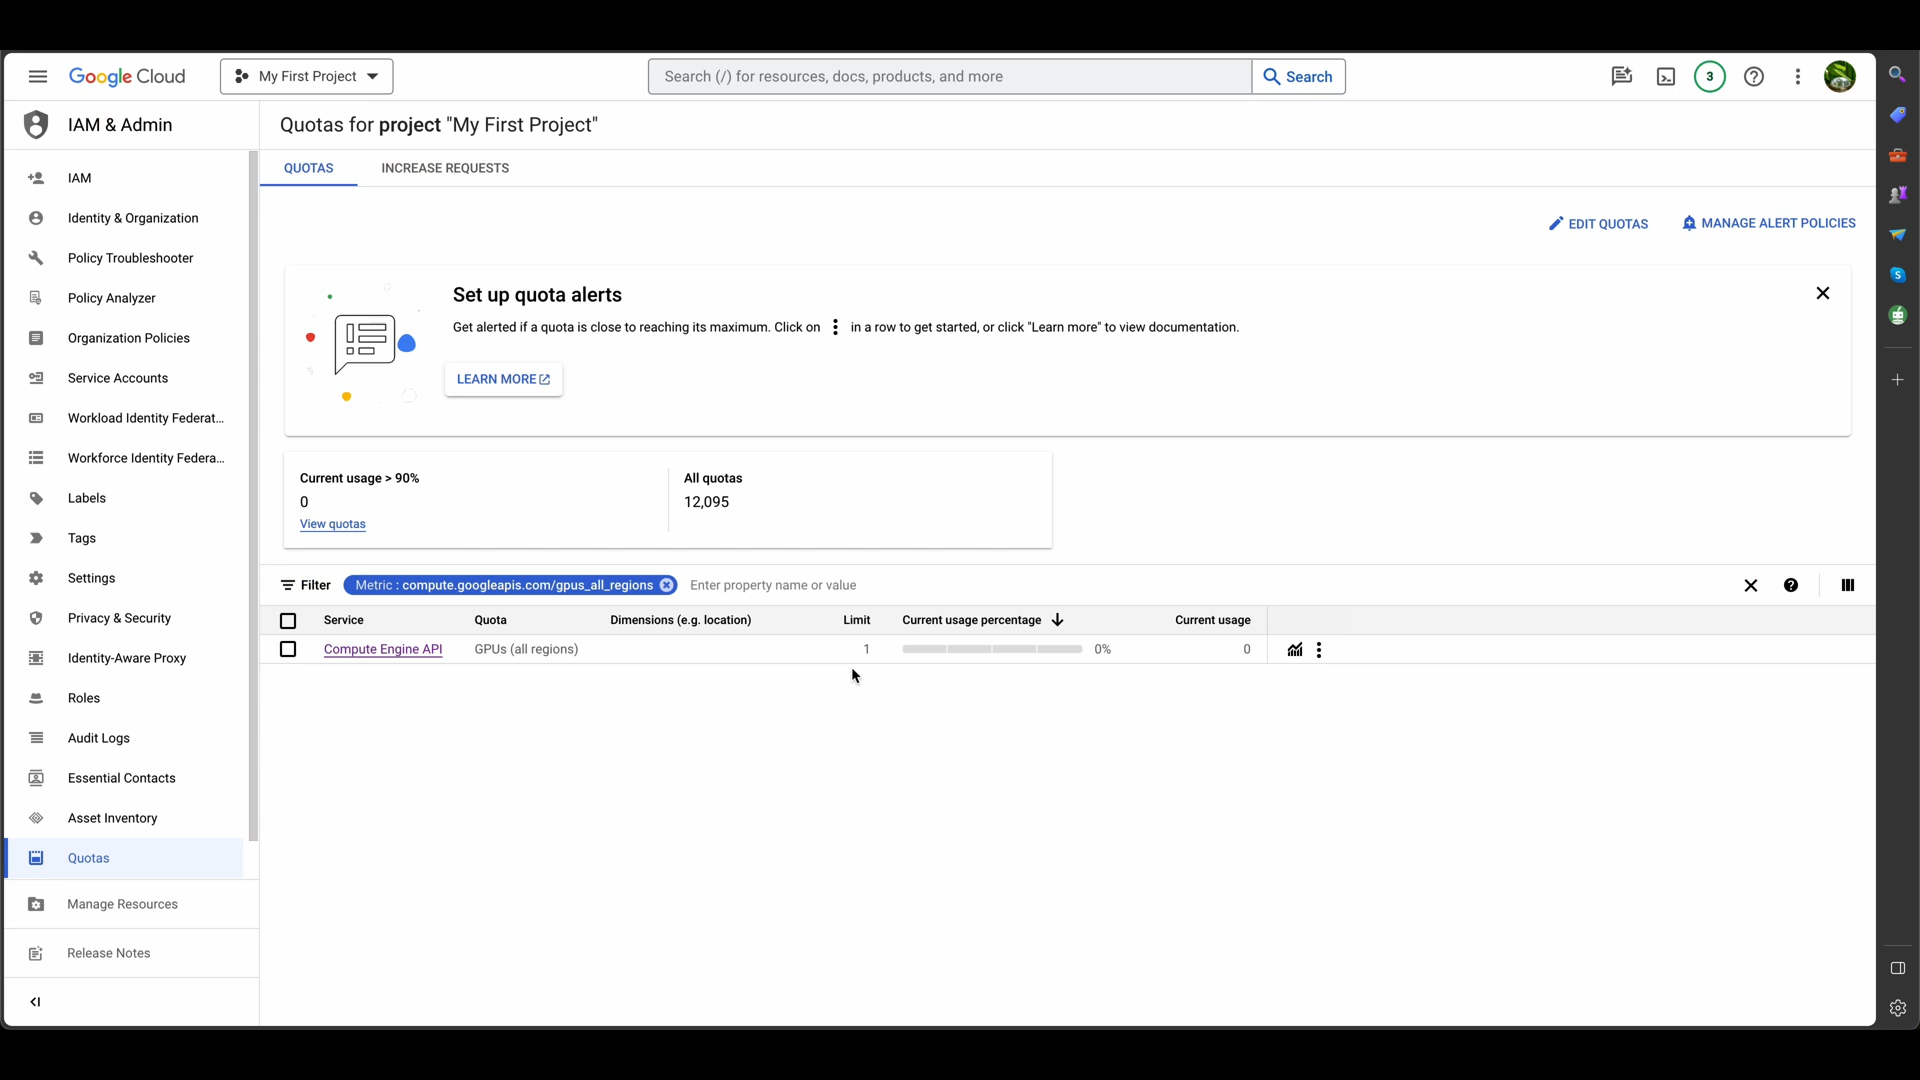 Google Cloud
My First Project
Search (/) for resources, docs, products, and more
Search
3
IAM & Admin
Quotas for project "My First Project"
IAM
Identity & Organization
Policy Troubleshooter
Policy Analyzer
Organization Policies
Service Accounts
Workload Identity Federat...
Workforce Identity Federa...
Labels
Tags
Settings
Privacy & Security
Identity-Aware Proxy
Roles
Audit Logs
Essential Contacts
Asset Inventory
Quotas
Manage Resources
Release Notes
QUOTAS
INCREASE REQUESTS
EDIT QUOTAS
MANAGE ALERT POLICIES
Set up quota alerts
Get alerted if a quota is close to reaching its maximum. Click on in a row to get started, or click "Learn more" to view documentation.
LEARN MORE
Current usage > 90%
0
View quotas
All quotas
12,095
Filter
Metric : compute.googleapis.com/gpus_all_regions
Enter property name or value
Service Quota Dimensions (e.g. location) Limit Current usage percentage Current usage
Compute Engine API GPUs (all regions) 1 0% 0